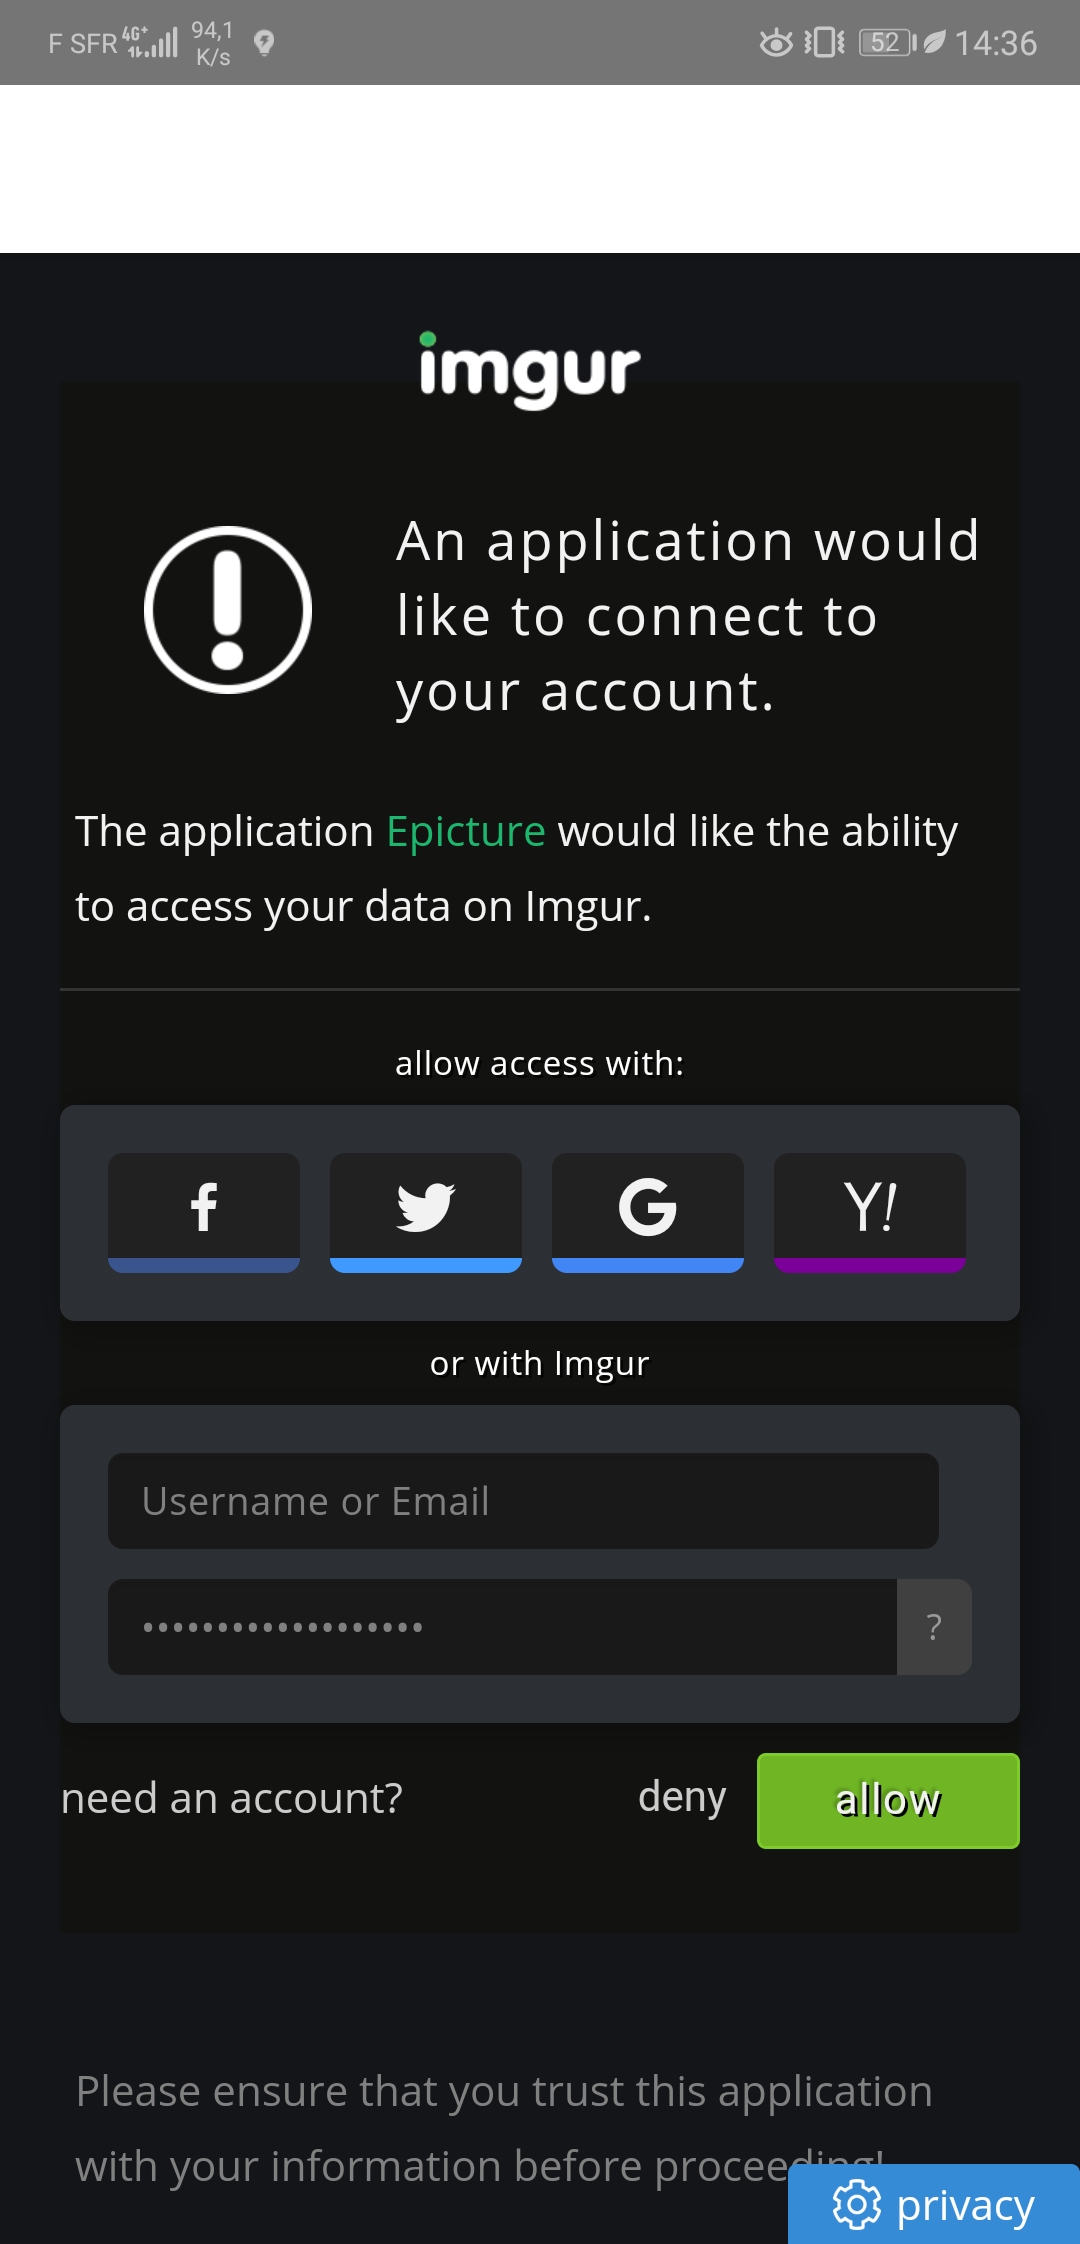 F SFR 4G+ 94,1 K/s 52 14:36
imgur
An application would
like to connect to
your account.
The application Epicture would like the ability
to access your data on Imgur.
allow access with:
f G Y!
or with Imgur
Username or Email
••••••••••••••••••• ?
need an account? deny allow
Please ensure that you trust this application
with your information before proceeding!
privacy